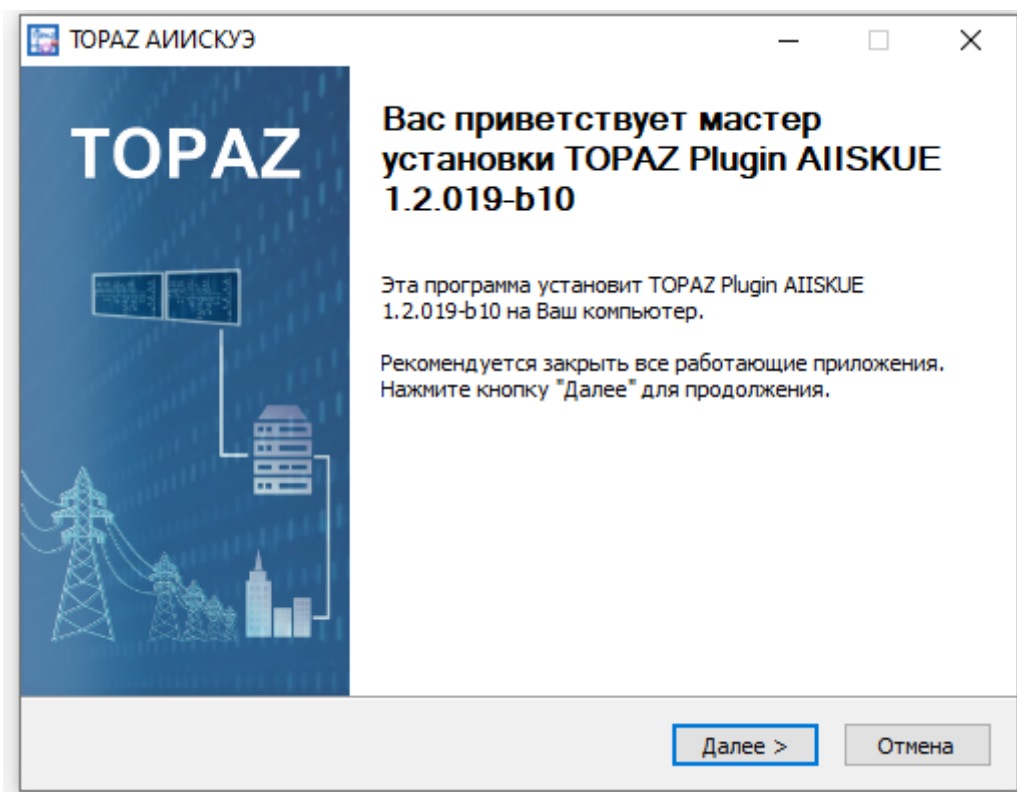 TOPAZ АИИСКУЭ
TOPAZ
Вас приветствует мастер
установки TOPAZ Plugin AIISKUE
1.2.019-b10
Эта программа установит TOPAZ Plugin AIISKUE
1.2.019-b10 на Ваш компьютер.
Рекомендуется закрыть все работающие приложения.
Нажмите кнопку "Далее" для продолжения.
Далее >
Отмена